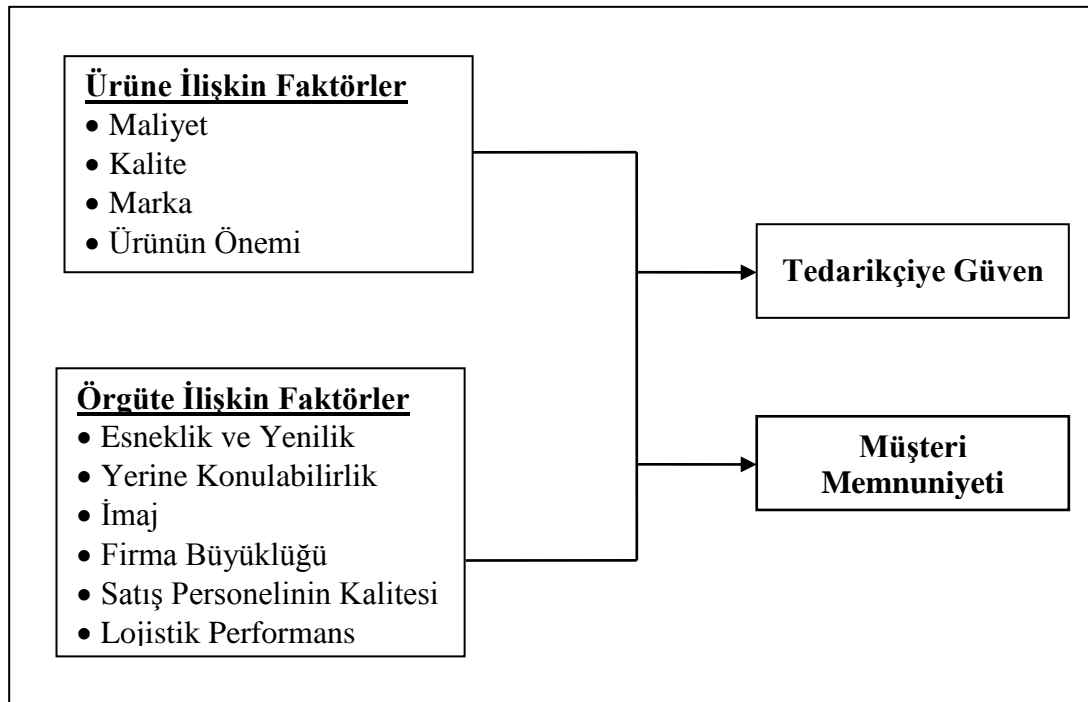 Ürüne İlişkin Faktörler
• Maliyet
• Kalite
• Marka
• Ürünün Önemi
Tedarikçiye Güven
Örgüte İlişkin Faktörler
• Esneklik ve Yenilik
• Yerine Konulabilirlik
• İmaj
• Firma Büyüklüğü
• Satış Personelinin Kalitesi
• Lojistik Performans
Müşteri
Memnuniyeti